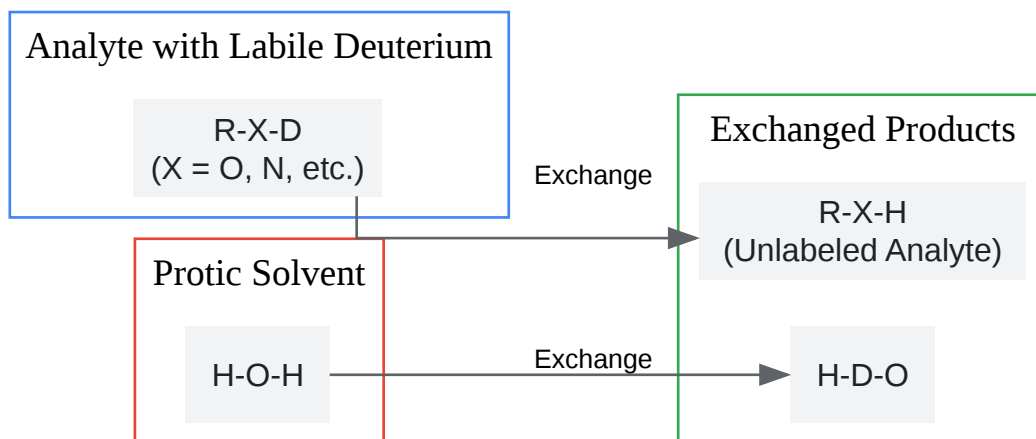 Analyte with Labile Deuterium
R-X-D
(X = O, N, etc.)
Exchange
Exchanged Products
R-X-H
(Unlabeled Analyte)
Protic Solvent
H-O-H
Exchange
H-D-O